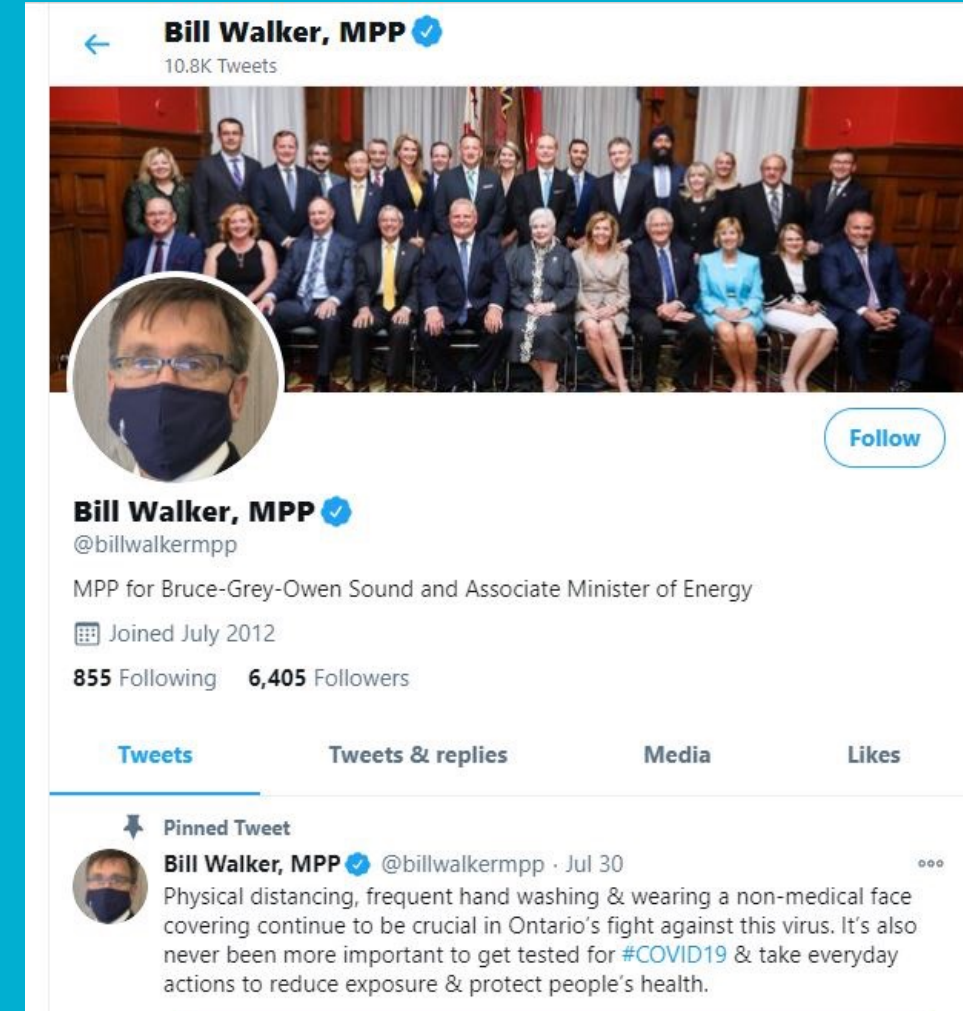 Bill Walker, MPP
10.8K Tweets
Follow
Bill Walker, MPP
@billwalkermpp
MPP for Bruce-Grey-Owen Sound and Associate Minister of Energy
Joined July 2012
855 Following 6,405 Followers
Tweets Tweets & replies Media Likes
Pinned Tweet
Bill Walker, MPP @billwalkermpp · Jul 30
Physical distancing, frequent hand washing & wearing a non-medical face
covering continue to be crucial in Ontario's fight against this virus. It's also
never been more important to get tested for #COVID19 & take everyday
actions to reduce exposure & protect people's health.